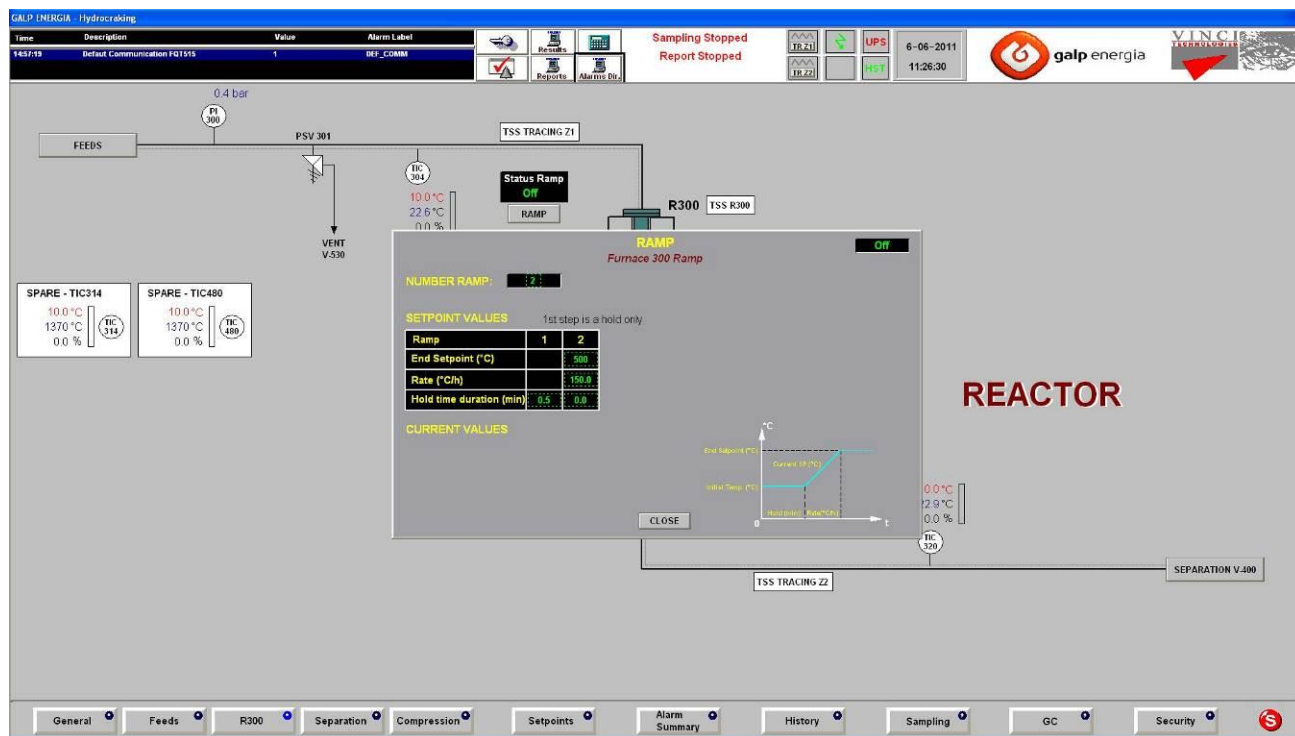 GALP ENERGIA - Hydrocraking
Time Description Value Alarm Label
14:57:19 Defaut Communication FQT515 1 DEF_COMM
Results
Reports
Alarms Dir.
Sampling Stopped
Report Stopped
TR Z1
TR Z2
UPS
HST
6-06-2011
11:26:30
galp energia
VINCI
TECHNOLOGIES
0.4 bar
PI
300
FEEDS
PSV 301
TSS TRACING Z1
TIC
304
10.0 °C
22.6 °C
0.0 %
Status Ramp
Off
RAMP
R300
TSS R300
VENT
V-530
SPARE - TIC314
10.0 °C
1370 °C
0.0 %
TIC
314
SPARE - TIC480
10.0 °C
1370 °C
0.0 %
TIC
480
RAMP
Off
Furnace 300 Ramp
NUMBER RAMP: 2
SETPOINT VALUES 1st step is a hold only
Ramp 1 2
End Setpoint (°C) 500
Rate (°C/h) 150.0
Hold time duration (min) 0.5 0.0
CURRENT VALUES
°C
End Setpoint (°C)
Current SP (°C)
Initial Temp. (°C)
Hold (min) Rate(°C/h)
0
t
CLOSE
REACTOR
0.0 °C
22.9 °C
0.0 %
TIC
320
TSS TRACING Z2
SEPARATION V-400
General Feeds R300 Separation Compression Setpoints Alarm Summary History Sampling GC Security S